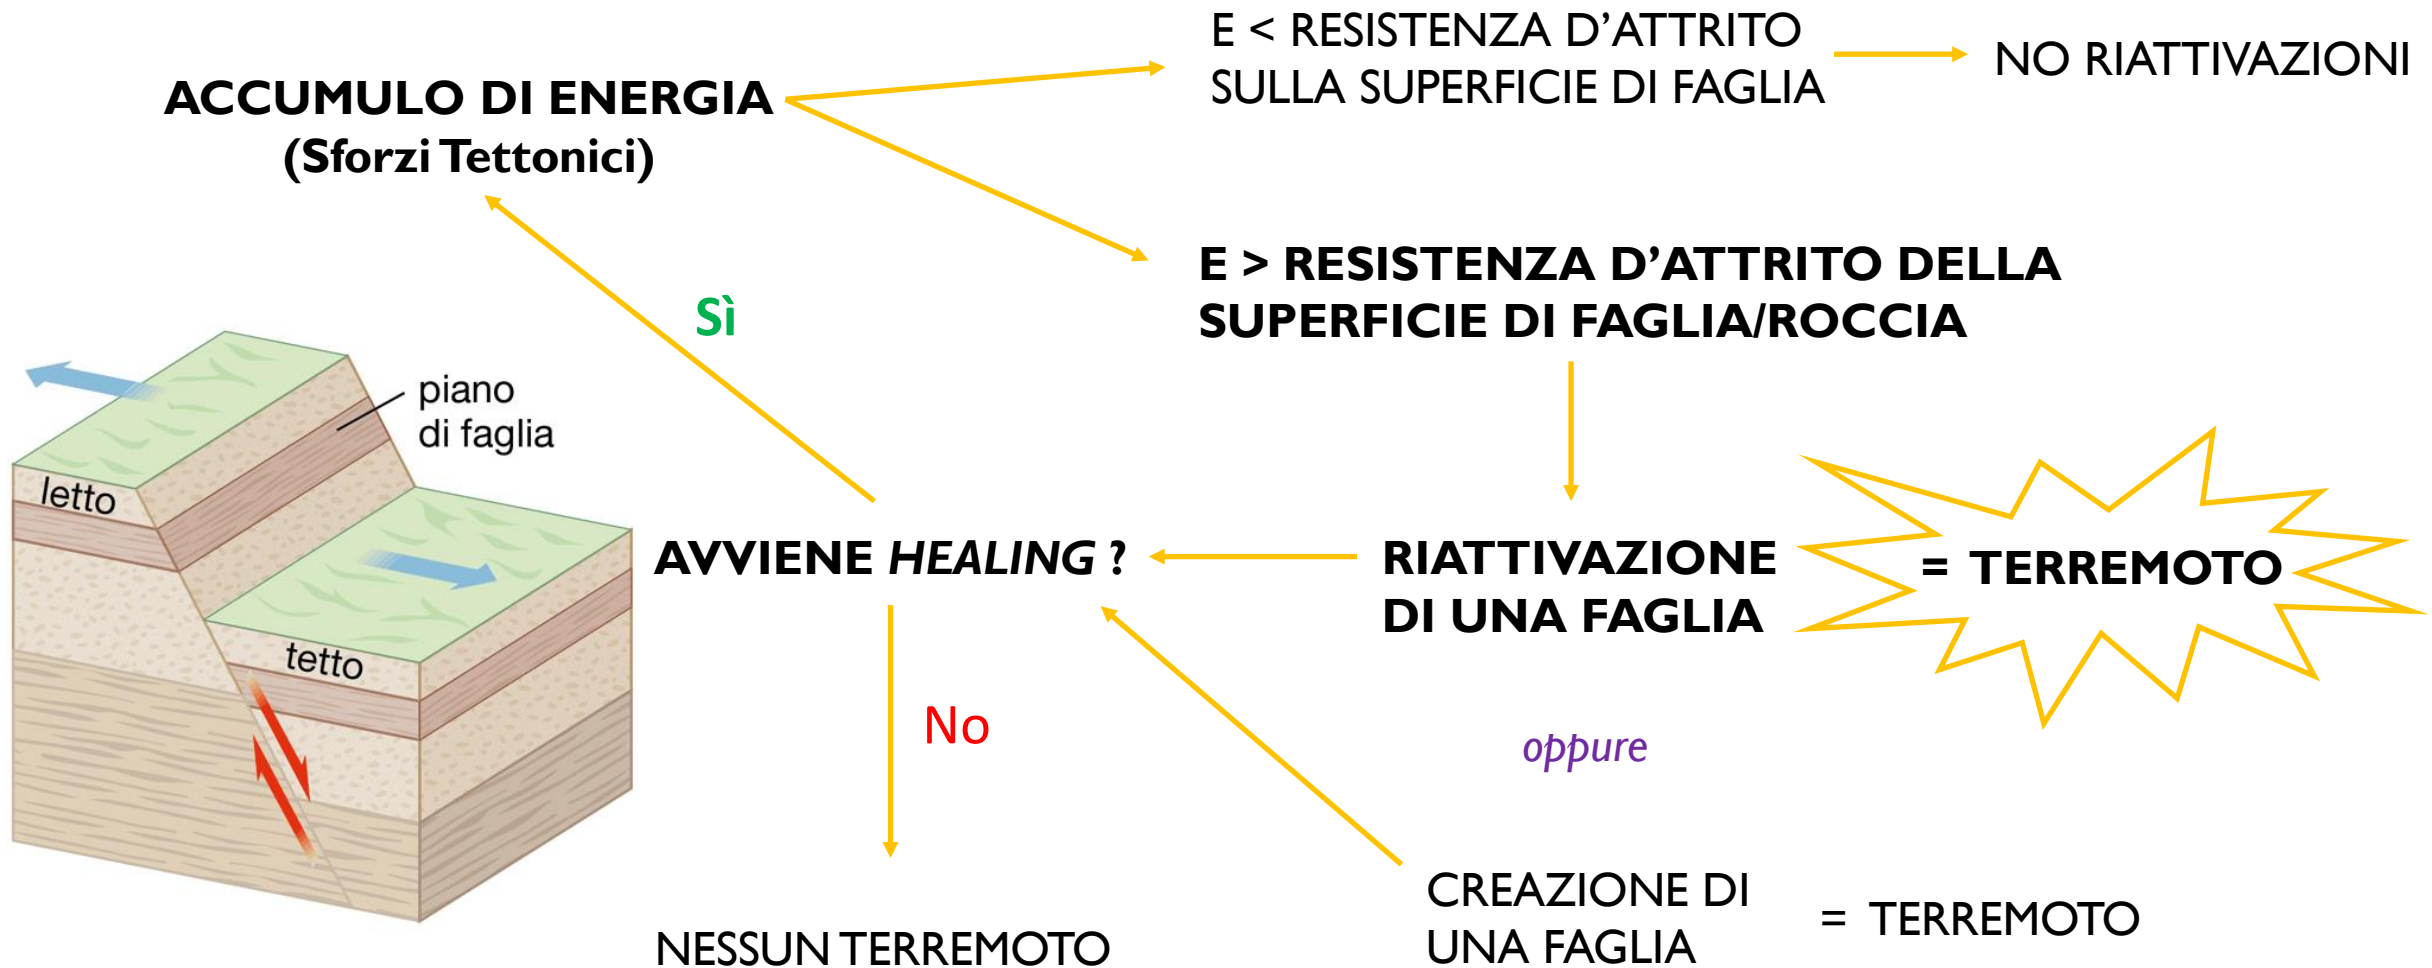 ACCUMULO DI ENERGIA
(Sforzi Tettonici)
E < RESISTENZA D’ATTRITO
SULLA SUPERFICIE DI FAGLIA
NO RIATTIVAZIONI
E > RESISTENZA D’ATTRITO DELLA
SUPERFICIE DI FAGLIA/ROCCIA
Sì
piano
di faglia
letto
tetto
AVVIENE HEALING ?
RIATTIVAZIONE
DI UNA FAGLIA
= TERREMOTO
No
oppure
NESSUN TERREMOTO
CREAZIONE DI
UNA FAGLIA
= TERREMOTO